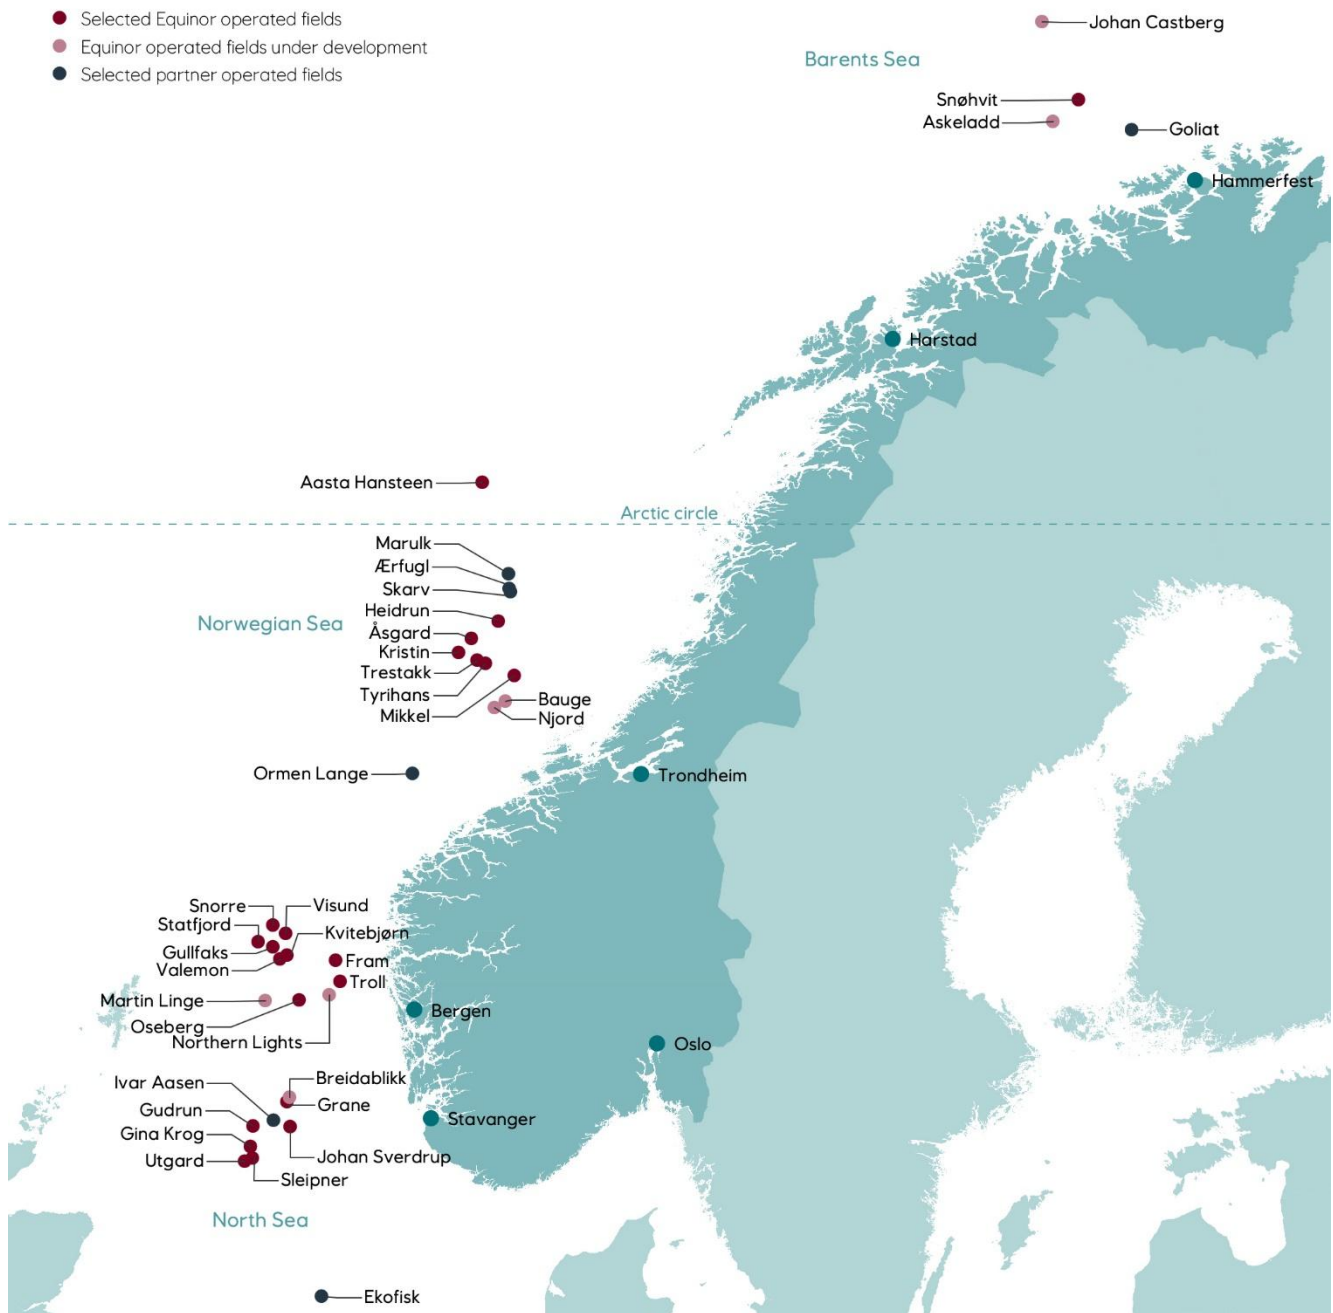 Selected Equinor operated fields
Equinor operated fields under development
Selected partner operated fields
Johan Castberg
Barents Sea
Snøhvit
Askeladd
Goliat
Hammerfest
Harstad
Aasta Hansteen
Arctic circle
Marulk
Ærfugl
Skarv
Heidrun
Norwegian Sea
Åsgard
Kristin
Trestakk
Tyrihans
Mikkel
Bauge
Njord
Ormen Lange
Trondheim
Snorre
Visund
Statfjord
Kvitebjørn
Gullfaks
Valemon
Fram
Troll
Martin Linge
Oseberg
Northern Lights
Bergen
Oslo
Breidablikk
Ivar Aasen
Grane
Gudrun
Stavanger
Gina Krog
Utgard
Johan Sverdrup
Sleipner
North Sea
Ekofisk